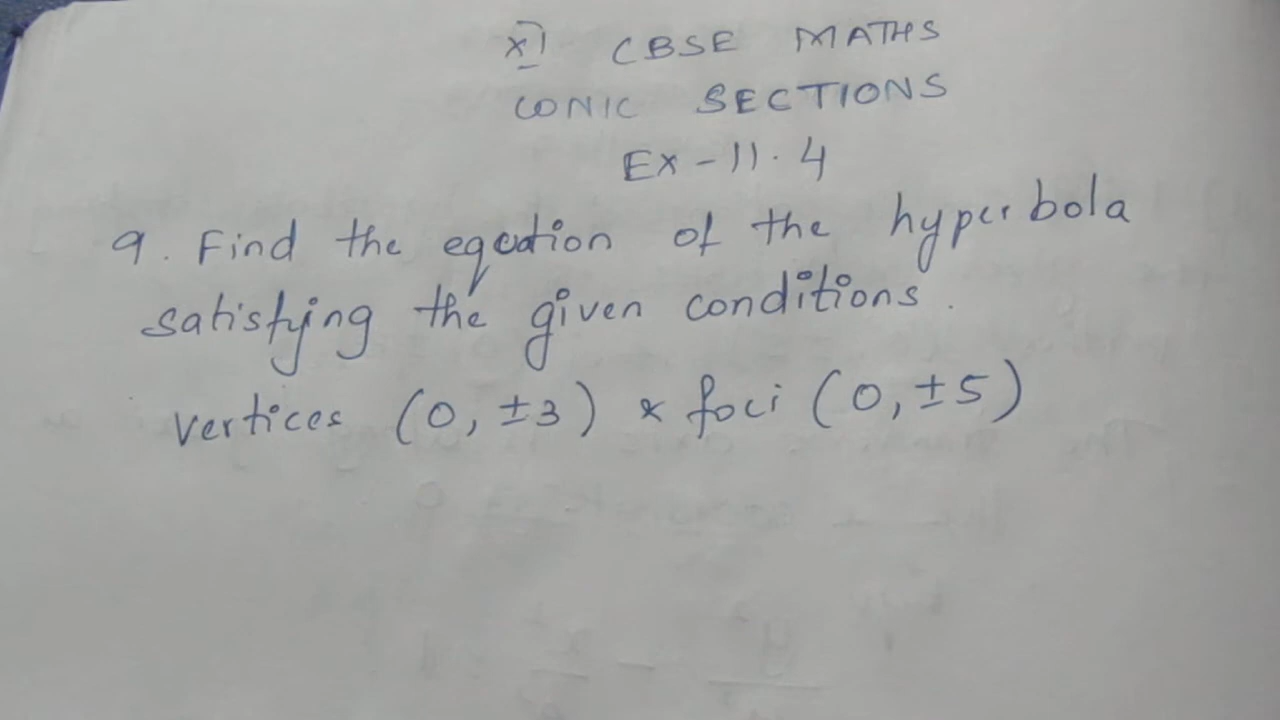 XI CBSE MATHS
CONIC SECTIONS
Ex-11.4
9. Find the equation of the hyperbola
satisfying the given conditions.
vertices (0, ±3) & foci (0, ±5)